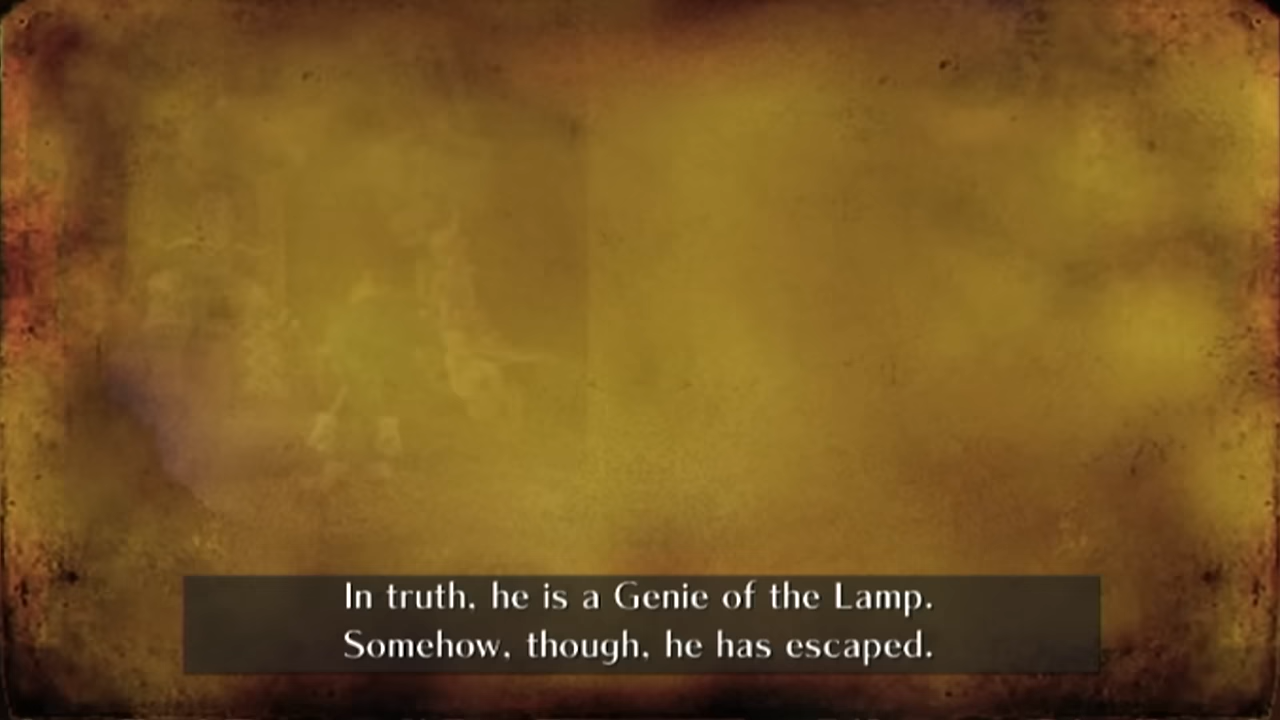 In truth, he is a Genie of the Lamp.
Somehow, though, he has escaped.